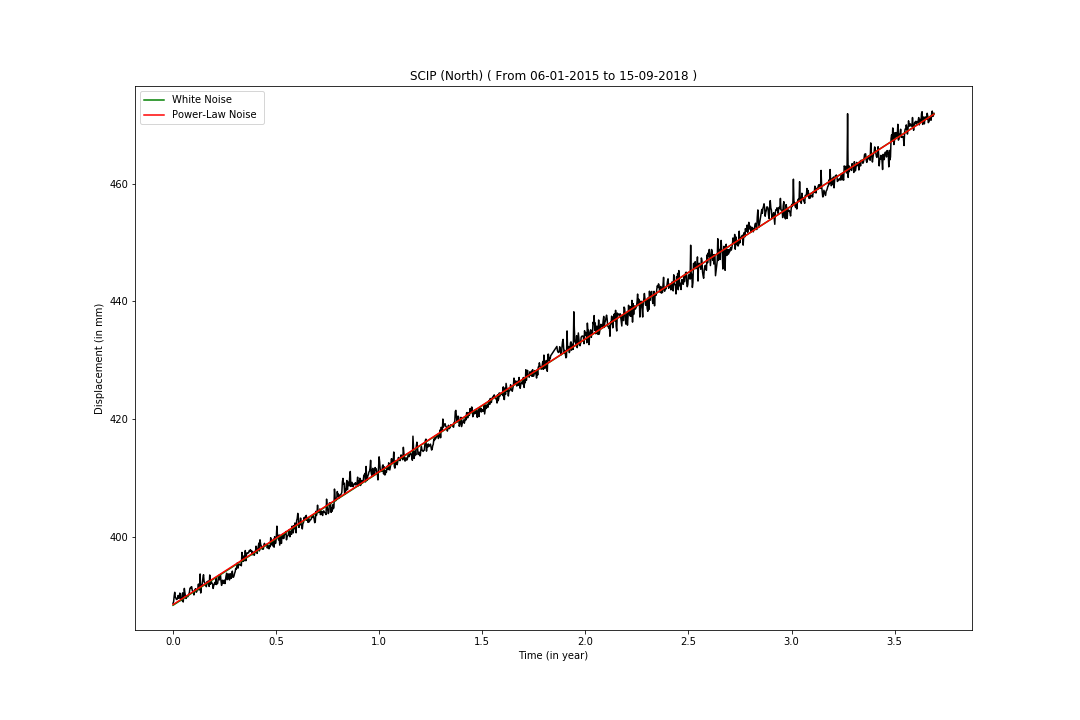 SCIP (North) ( From 06-01-2015 to 15-09-2018 )
White Noise
Power-Law Noise
460
440
420
400
Displacement (in mm)
0.0 0.5 1.0 1.5 2.0 2.5 3.0 3.5
Time (in year)